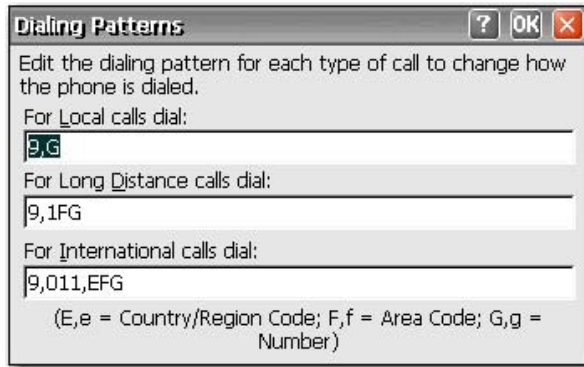 Dialing Patterns ? OK X
Edit the dialing pattern for each type of call to change how
the phone is dialed.
For Local calls dial:
9,G
For Long Distance calls dial:
9,1FG
For International calls dial:
9,011,EFG
(E,e = Country/Region Code; F,f = Area Code; G,g =
Number)